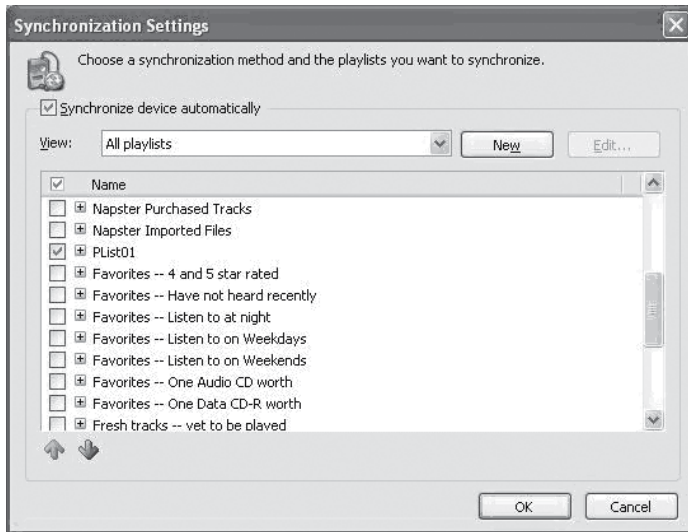 Synchronization Settings
Choose a synchronization method and the playlists you want to synchronize.
Synchronize device automatically
View: All playlists New Edit...
Name
Napster Purchased Tracks
Napster Imported Files
PList01
Favorites -- 4 and 5 star rated
Favorites -- Have not heard recently
Favorites -- Listen to at night
Favorites -- Listen to on Weekdays
Favorites -- Listen to on Weekends
Favorites -- One Audio CD worth
Favorites -- One Data CD-R worth
Fresh tracks -- yet to be played
OK Cancel